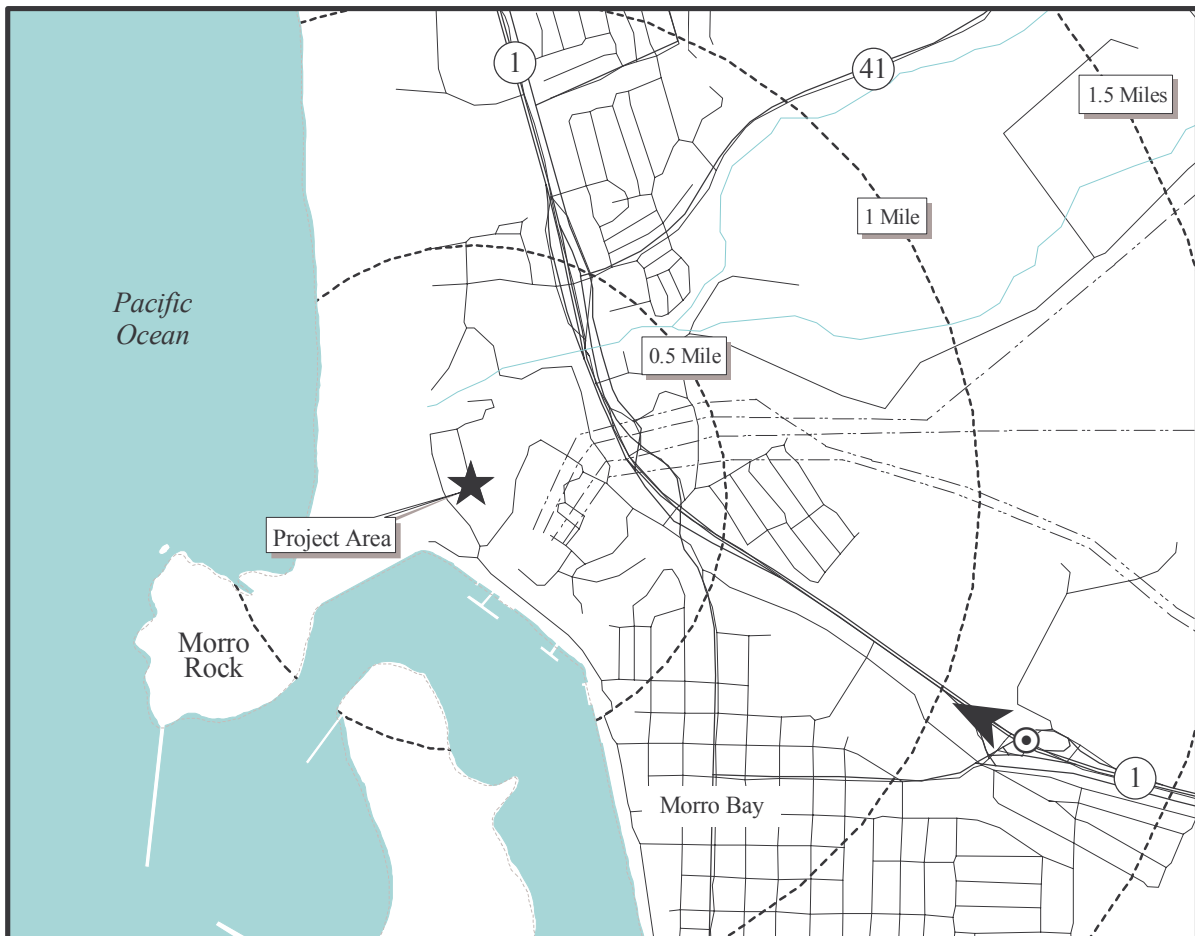 1
41
1.5 Miles
1 Mile
Pacific
Ocean
0.5 Mile
Project Area
Morro
Rock
Morro Bay
1